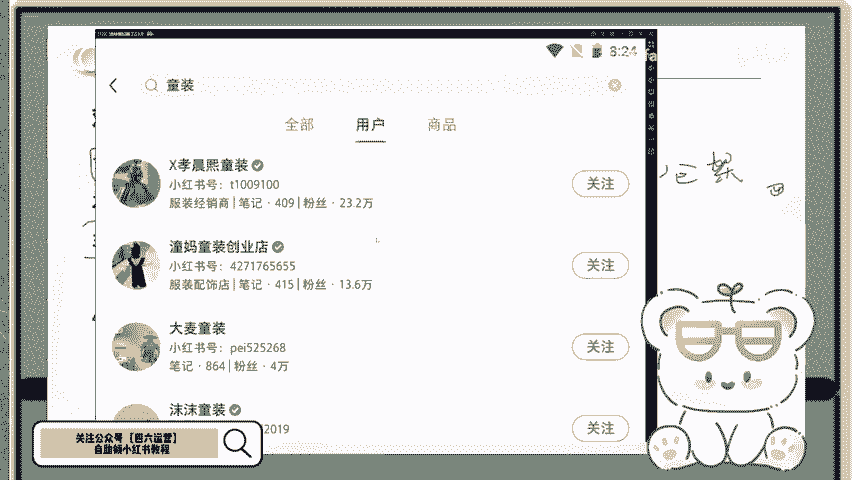 8:24
童装
全部 用户 商品
X孝晨熙童装
小红书号：t1009100
服装经销商 | 笔记 · 409 | 粉丝 · 23.2万
关注
潼妈童装创业店
小红书号：4271765655
服装配饰店 | 笔记 · 415 | 粉丝 · 13.6万
关注
大麦童装
小红书号：pei525268
笔记 · 864 | 粉丝 · 4万
关注
沫沫童装
2019
关注
关注公众号【四六运营】
自助领小红书教程